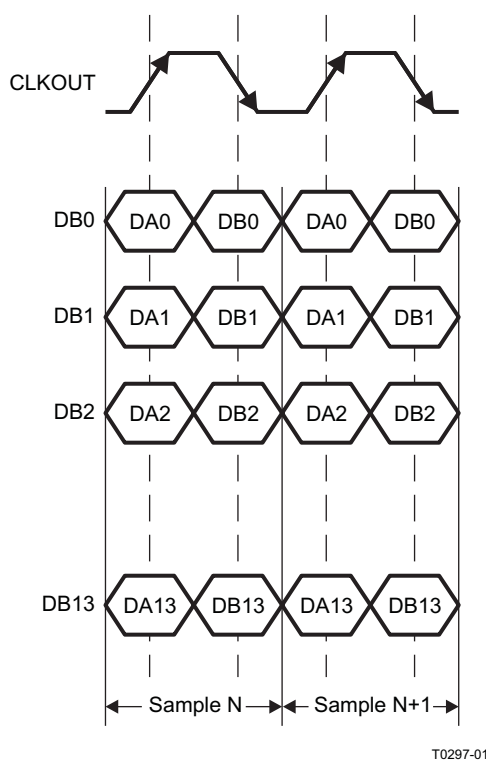 CLKOUT
DB0 DA0 DB0 DA0 DB0
DB1 DA1 DB1 DA1 DB1
DB2 DA2 DB2 DA2 DB2
DB13 DA13 DB13 DA13 DB13
Sample N Sample N+1
T0297-01